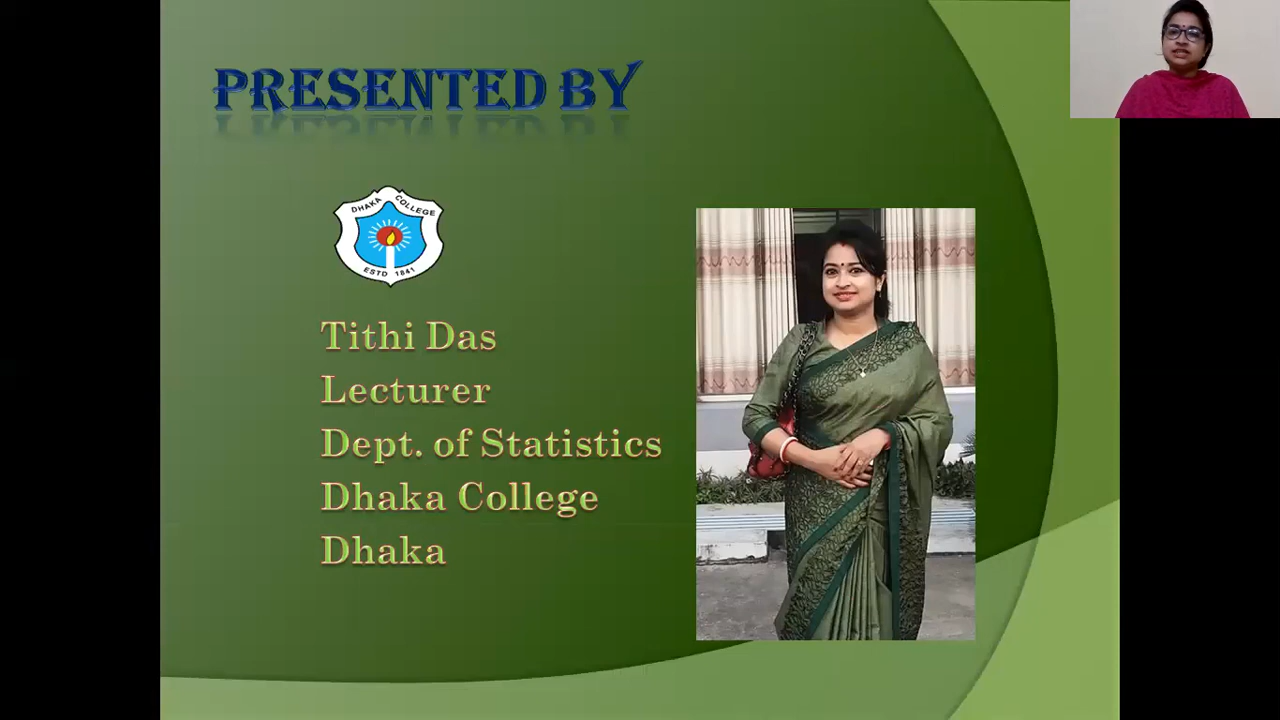 PRESENTED BY
DHAKA COLLEGE
ESTD 1841
Tithi Das
Lecturer
Dept. of Statistics
Dhaka College
Dhaka